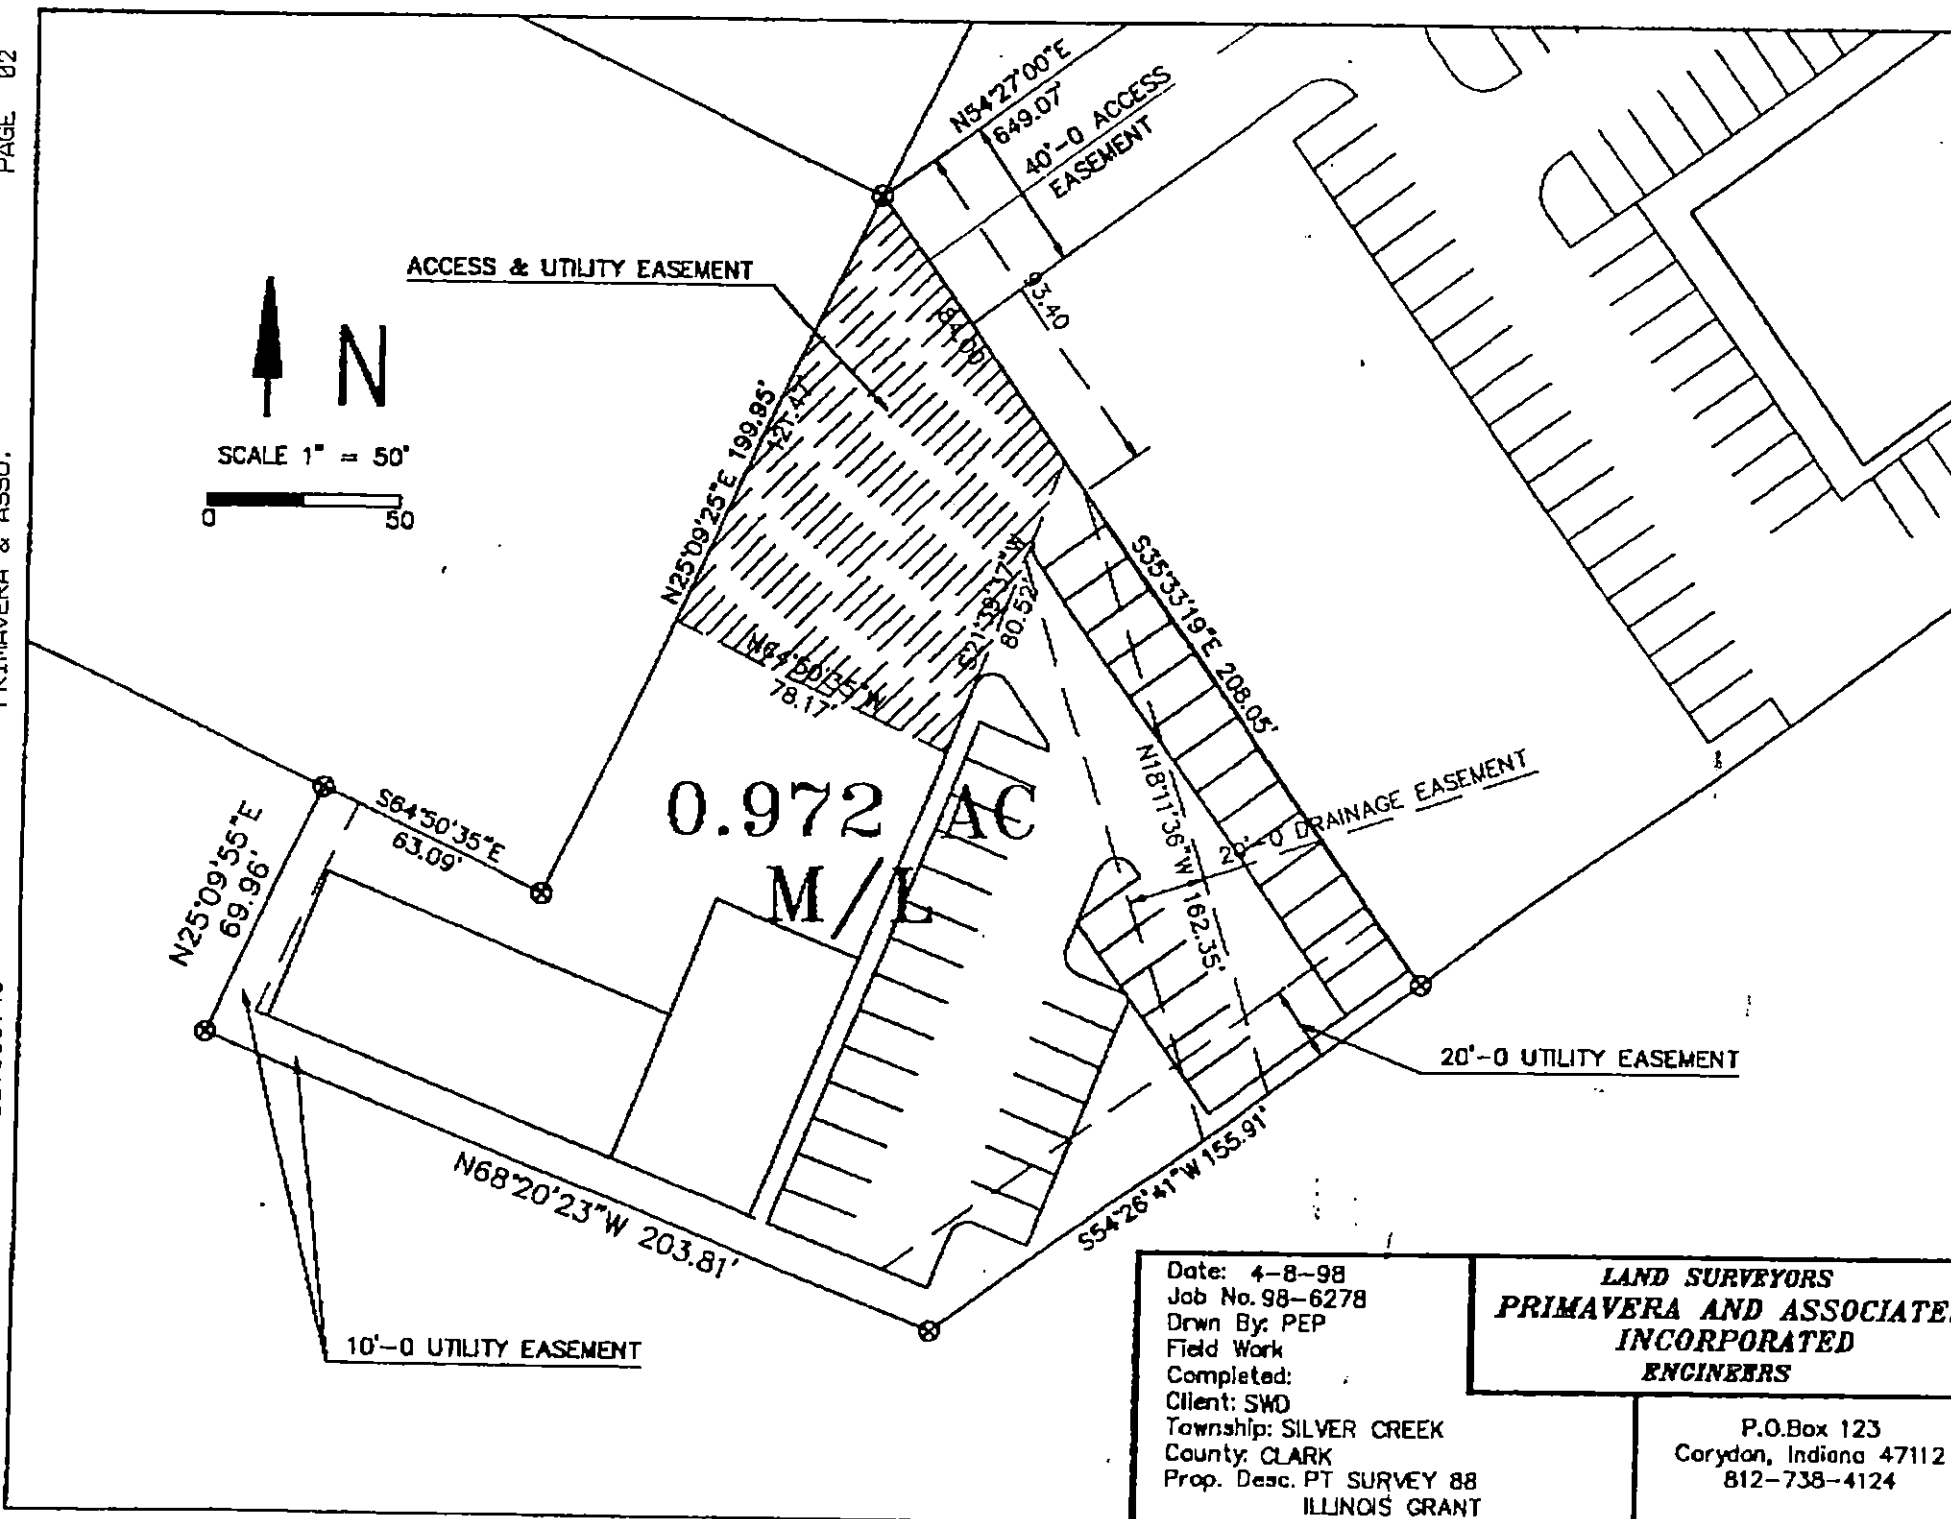 PAGE 02
PRIMAVERA & ASSO.
N54°27'00"E
649.07'
40'-0 ACCESS
EASEMENT
ACCESS & UTILITY EASEMENT
93.40
84.00
N
SCALE 1" = 50'
0 50
N25°09'25"E 199.95'
121.47
S21°39'37"W
80.52'
N64°50'35"W
78.17'
S35°33'19"E 208.05'
0.972 AC
M/L
S64°50'35"E
63.09'
N25°09'55"E
69.96'
N18°11'36"W 162.35'
20'-0 DRAINAGE EASEMENT
20'-0 UTILITY EASEMENT
N68°20'23"W 203.81'
S54°26'41"W 155.91'
10'-0 UTILITY EASEMENT
Date: 4-8-98
Job No. 98-6278
Drwn By: PEP
Field Work
Completed:
Client: SWD
Township: SILVER CREEK
County: CLARK
Prop. Desc. PT SURVEY 88
ILLINOIS GRANT
LAND SURVEYORS
PRIMAVERA AND ASSOCIATE
INCORPORATED
ENGINEERS
P.O.Box 123
Corydon, Indiana 47112
812-738-4124